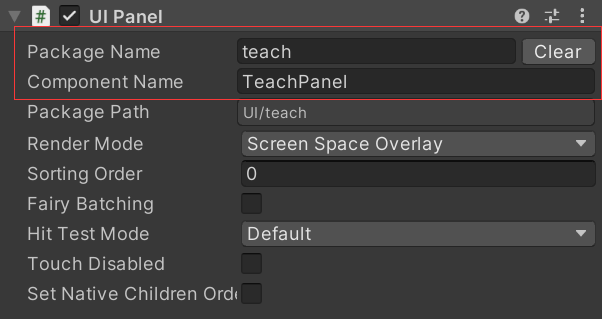 UI Panel
Package Name teach Clear
Component Name TeachPanel
Package Path UI/teach
Render Mode Screen Space Overlay
Sorting Order 0
Fairy Batching
Hit Test Mode Default
Touch Disabled
Set Native Children Orde